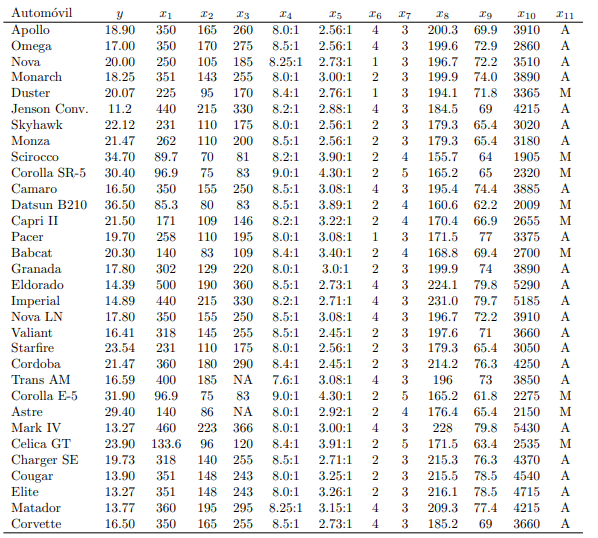 Automóvil y x1 x2 x3 x4 x5 x6 x7 x8 x9 x10 x11
Apollo 18.90 350 165 260 8.0:1 2.56:1 4 3 200.3 69.9 3910 A
Omega 17.00 350 170 275 8.5:1 2.56:1 4 3 199.6 72.9 2860 A
Nova 20.00 250 105 185 8.25:1 2.73:1 1 3 196.7 72.2 3510 A
Monarch 18.25 351 143 255 8.0:1 3.00:1 2 3 199.9 74.0 3890 A
Duster 20.07 225 95 170 8.4:1 2.76:1 1 3 194.1 71.8 3365 M
Jenson Conv. 11.2 440 215 330 8.2:1 2.88:1 4 3 184.5 69 4215 A
Skyhawk 22.12 231 110 175 8.0:1 2.56:1 2 3 179.3 65.4 3020 A
Monza 21.47 262 110 200 8.5:1 2.56:1 2 3 179.3 65.4 3180 A
Scirocco 34.70 89.7 70 81 8.2:1 3.90:1 2 4 155.7 64 1905 M
Corolla SR-5 30.40 96.9 75 83 9.0:1 4.30:1 2 5 165.2 65 2320 M
Camaro 16.50 350 155 250 8.5:1 3.08:1 4 3 195.4 74.4 3885 A
Datsun B210 36.50 85.3 80 83 8.5:1 3.89:1 2 4 160.6 62.2 2009 M
Capri II 21.50 171 109 146 8.2:1 3.22:1 2 4 170.4 66.9 2655 M
Pacer 19.70 258 110 195 8.0:1 3.08:1 1 3 171.5 77 3375 A
Babcat 20.30 140 83 109 8.4:1 3.40:1 2 4 168.8 69.4 2700 M
Granada 17.80 302 129 220 8.0:1 3.0:1 2 3 199.9 74 3890 A
Eldorado 14.39 500 190 360 8.5:1 2.73:1 4 3 224.1 79.8 5290 A
Imperial 14.89 440 215 330 8.2:1 2.71:1 4 3 231.0 79.7 5185 A
Nova LN 17.80 350 155 250 8.5:1 3.08:1 4 3 196.7 72.2 3910 A
Valiant 16.41 318 145 255 8.5:1 2.45:1 2 3 197.6 71 3660 A
Starfire 23.54 231 110 175 8.0:1 2.56:1 2 3 179.3 65.4 3050 A
Cordoba 21.47 360 180 290 8.4:1 2.45:1 2 3 214.2 76.3 4250 A
Trans AM 16.59 400 185 NA 7.6:1 3.08:1 4 3 196 73 3850 A
Corolla E-5 31.90 96.9 75 83 9.0:1 4.30:1 2 5 165.2 61.8 2275 M
Astre 29.40 140 86 NA 8.0:1 2.92:1 2 4 176.4 65.4 2150 M
Mark IV 13.27 460 223 366 8.0:1 3.00:1 4 3 228 79.8 5430 A
Celica GT 23.90 133.6 96 120 8.4:1 3.91:1 2 5 171.5 63.4 2535 M
Charger SE 19.73 318 140 255 8.5:1 2.71:1 2 3 215.3 76.3 4370 A
Cougar 13.90 351 148 243 8.0:1 3.25:1 2 3 215.5 78.5 4540 A
Elite 13.27 351 148 243 8.0:1 3.26:1 2 3 216.1 78.5 4715 A
Matador 13.77 360 195 295 8.25:1 3.15:1 4 3 209.3 77.4 4215 A
Corvette 16.50 350 165 255 8.5:1 2.73:1 4 3 185.2 69 3660 A